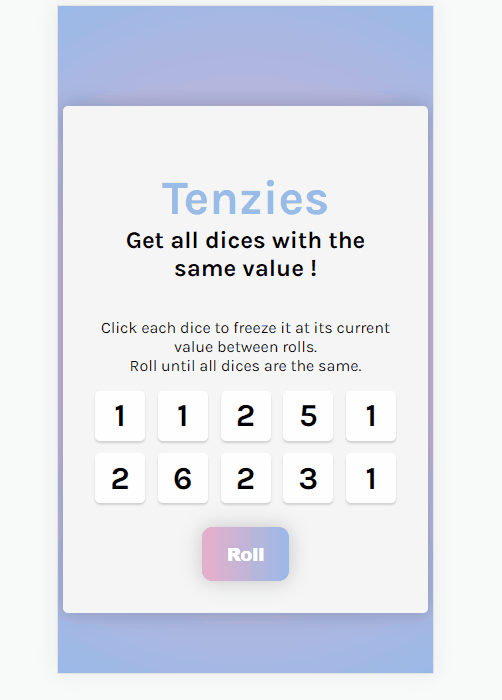 Tenzies
Get all dices with the
same value !
Click each dice to freeze it at its current
value between rolls.
Roll until all dices are the same.
1 1 2 5 1
2 6 2 3 1
Roll